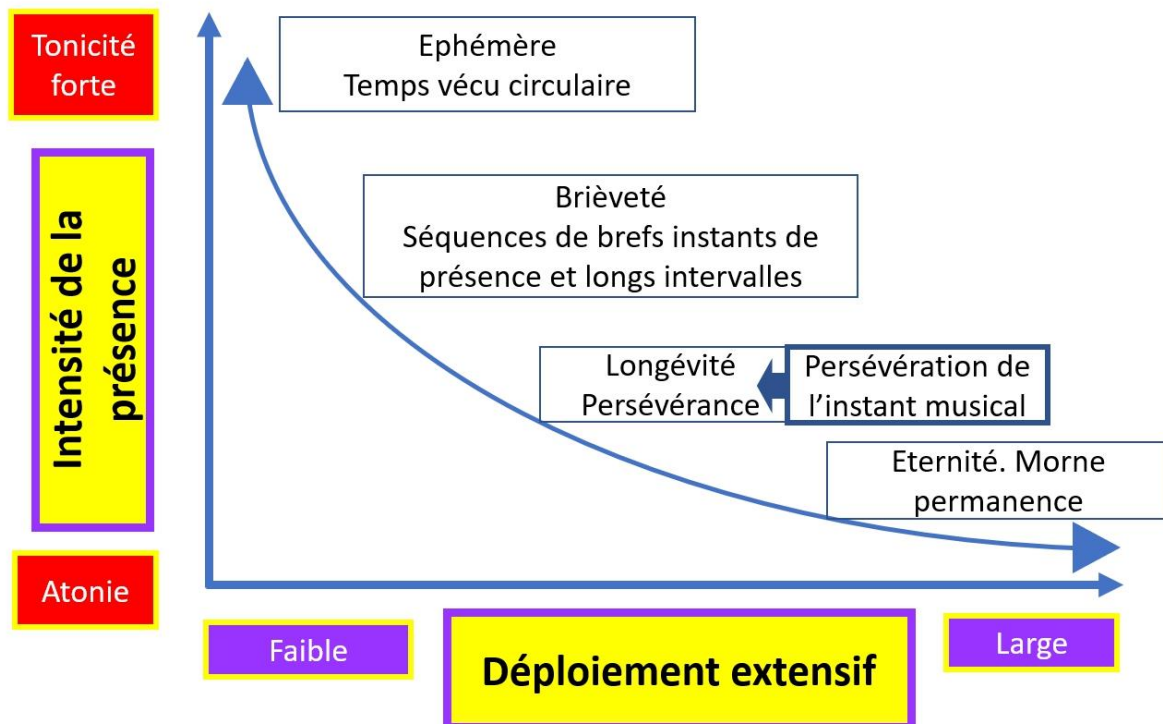 Tonicité
forte
Ephémère
Temps vécu circulaire
Intensité de la
présence
Brièveté
Séquences de brefs instants de
présence et longs intervalles
Longévité
Persévérance
Persévération de
l’instant musical
Eternité. Morne
permanence
Atonie
Faible
Déploiement extensif
Large